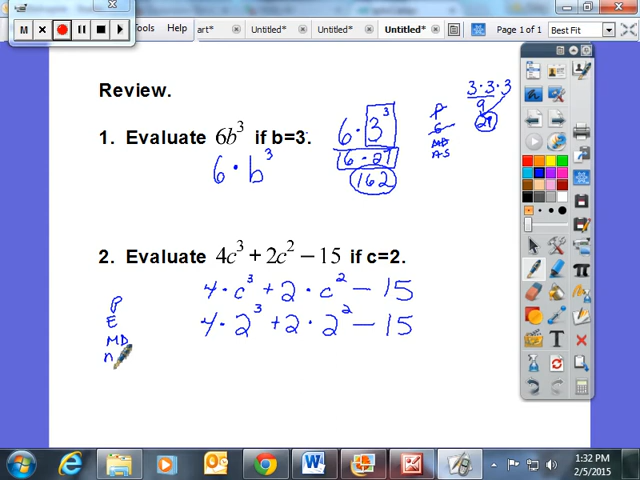 M
art*
Untitled*
Untitled*
Untitled*
Page 1 of 1
Best Fit
Review.
1. Evaluate 6b³ if b=3.
6 · b³
6 · 3³
6 · 27
162
P
E
MD
AS
3·3·3
9
27
2. Evaluate 4c³ + 2c² − 15 if c=2.
4 · c³ + 2 · c² − 15
4 · 2³ + 2 · 2² − 15
P
E
MD
T
1:32 PM
2/5/2015